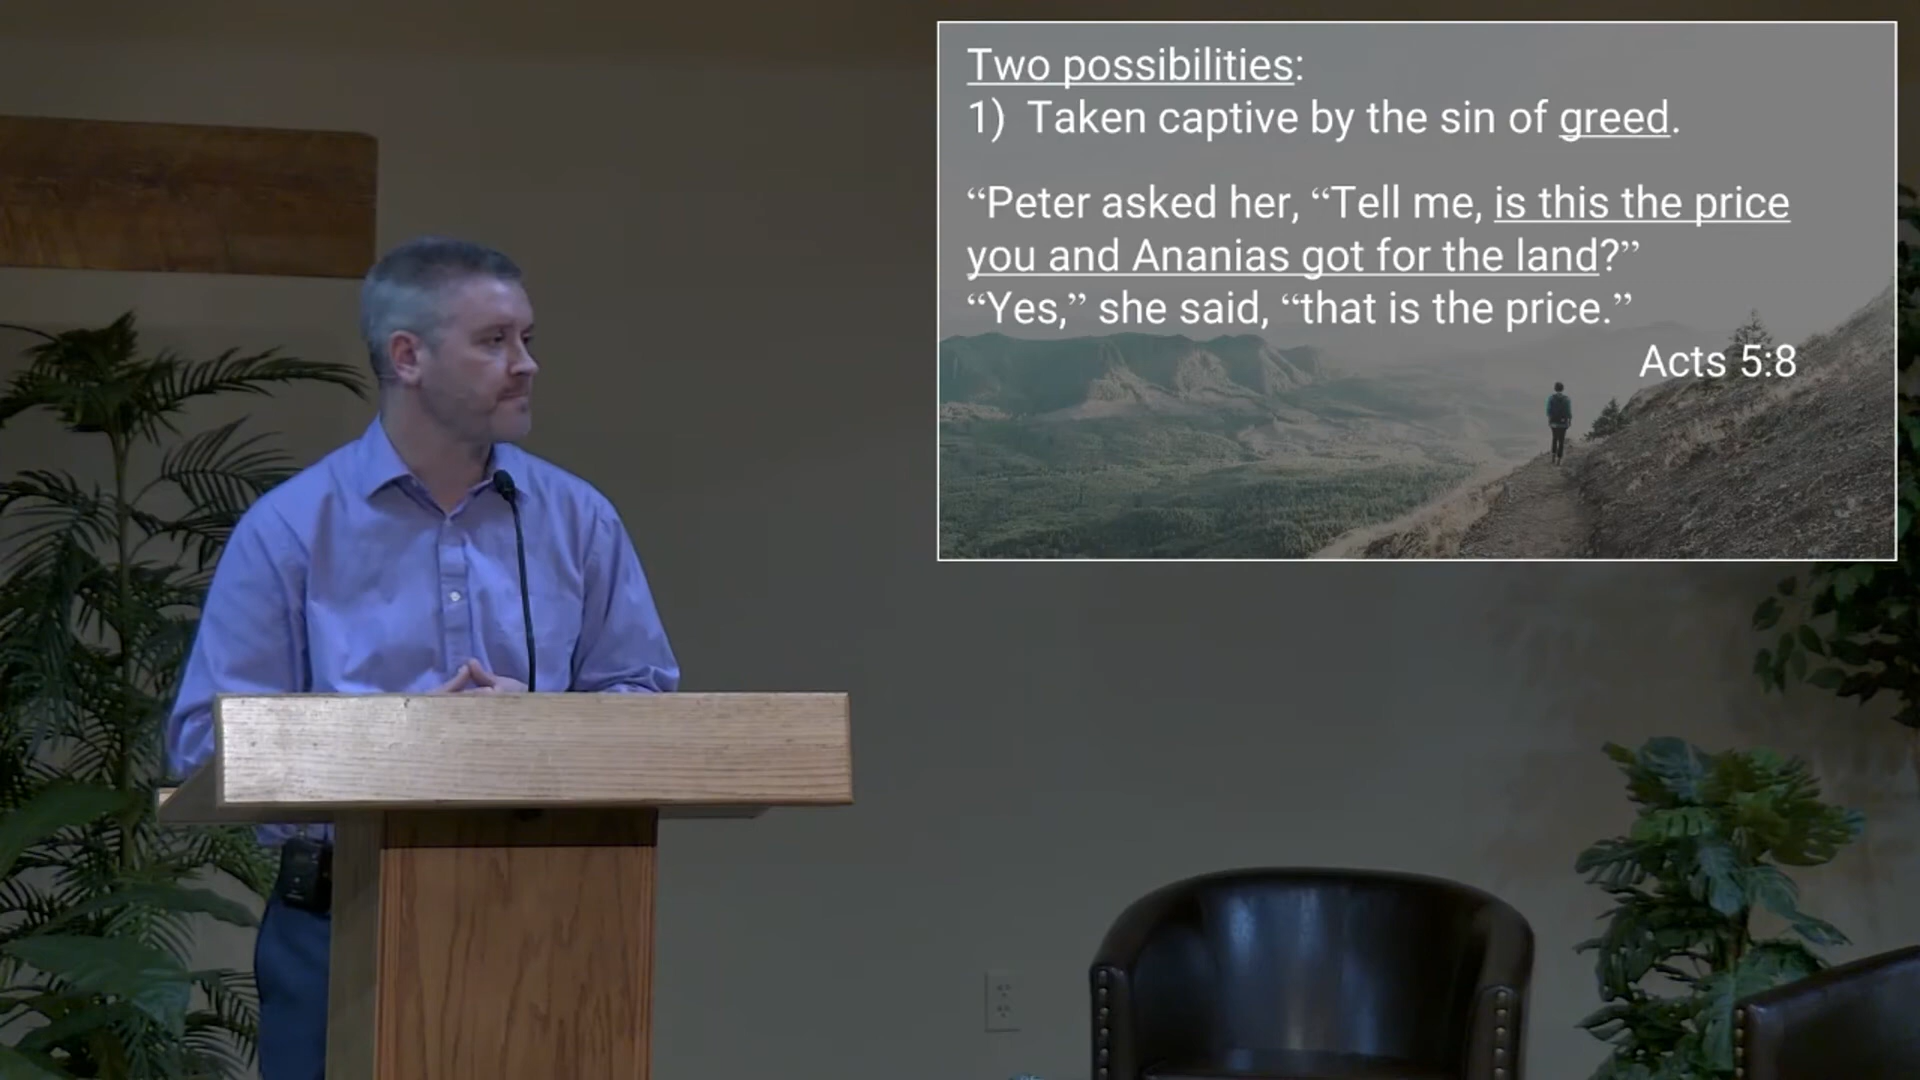 Two possibilities:
1) Taken captive by the sin of greed.
“Peter asked her, “Tell me, is this the price
you and Ananias got for the land?”
“Yes,” she said, “that is the price.”
Acts 5:8